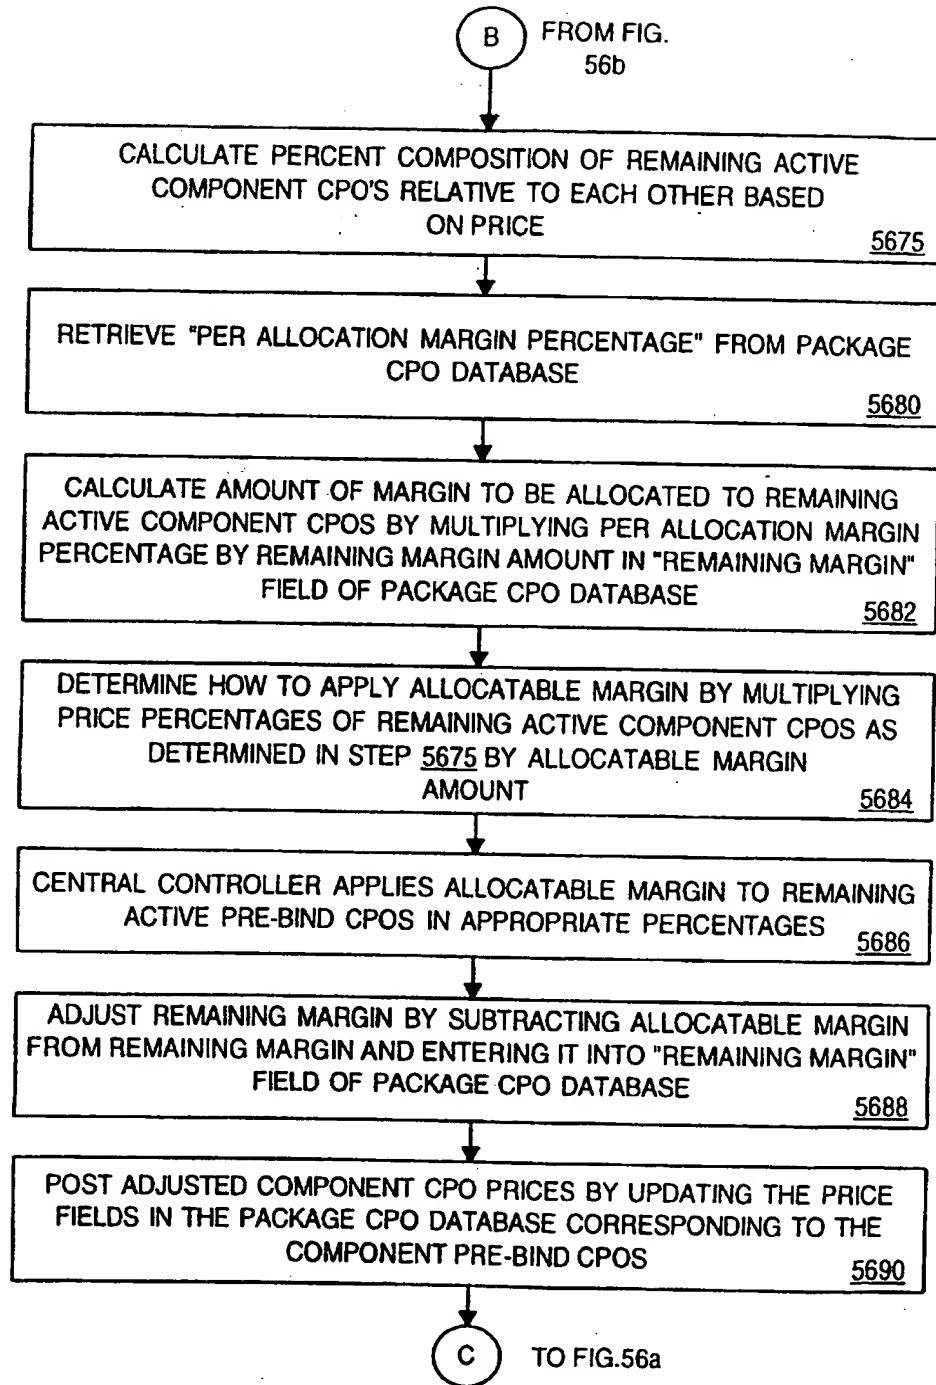 B
FROM FIG.
56b
CALCULATE PERCENT COMPOSITION OF REMAINING ACTIVE
COMPONENT CPO'S RELATIVE TO EACH OTHER BASED
ON PRICE
5675
RETRIEVE "PER ALLOCATION MARGIN PERCENTAGE" FROM PACKAGE
CPO DATABASE
5680
CALCULATE AMOUNT OF MARGIN TO BE ALLOCATED TO REMAINING
ACTIVE COMPONENT CPOS BY MULTIPLYING PER ALLOCATION MARGIN
PERCENTAGE BY REMAINING MARGIN AMOUNT IN "REMAINING MARGIN"
FIELD OF PACKAGE CPO DATABASE
5682
DETERMINE HOW TO APPLY ALLOCATABLE MARGIN BY MULTIPLYING
PRICE PERCENTAGES OF REMAINING ACTIVE COMPONENT CPOS AS
DETERMINED IN STEP 5675 BY ALLOCATABLE MARGIN
AMOUNT
5684
CENTRAL CONTROLLER APPLIES ALLOCATABLE MARGIN TO REMAINING
ACTIVE PRE-BIND CPOS IN APPROPRIATE PERCENTAGES
5686
ADJUST REMAINING MARGIN BY SUBTRACTING ALLOCATABLE MARGIN
FROM REMAINING MARGIN AND ENTERING IT INTO "REMAINING MARGIN"
FIELD OF PACKAGE CPO DATABASE
5688
POST ADJUSTED COMPONENT CPO PRICES BY UPDATING THE PRICE
FIELDS IN THE PACKAGE CPO DATABASE CORRESPONDING TO THE
COMPONENT PRE-BIND CPOS
5690
C
TO FIG.56a